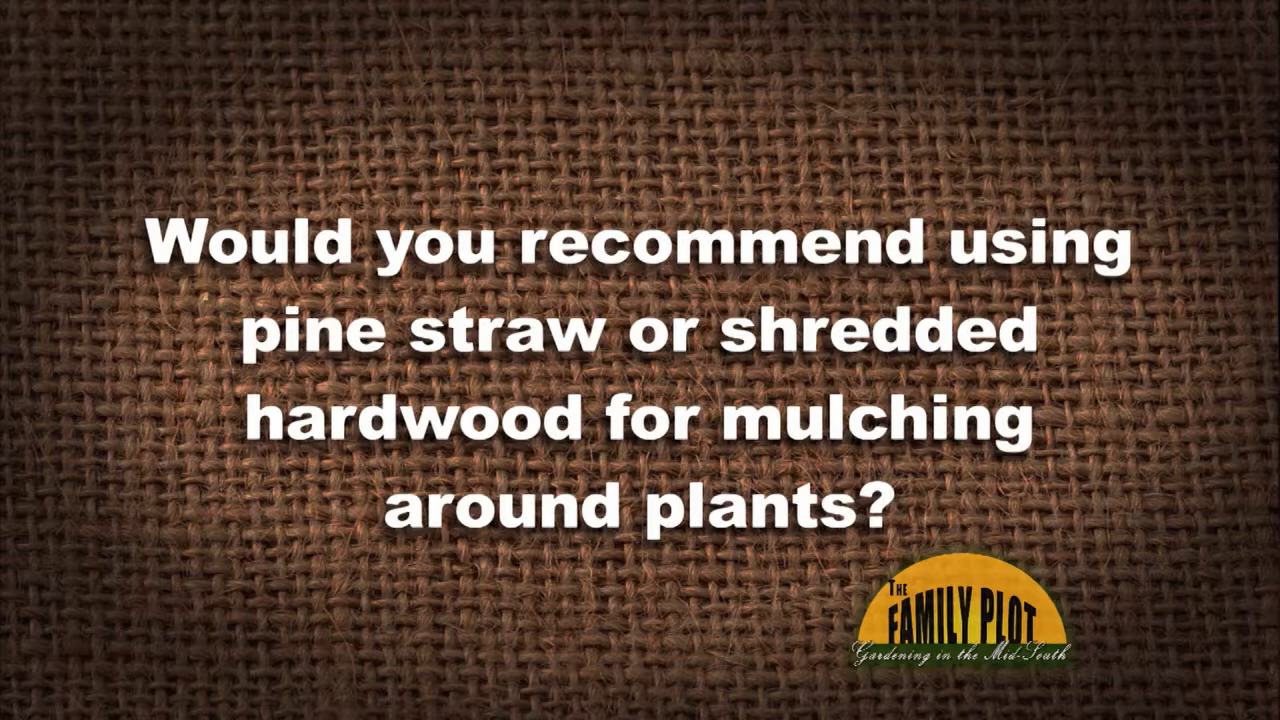 Would you recommend using
pine straw or shredded
hardwood for mulching
around plants?
THE
FAMILY PLOT
Gardening in the Mid-South